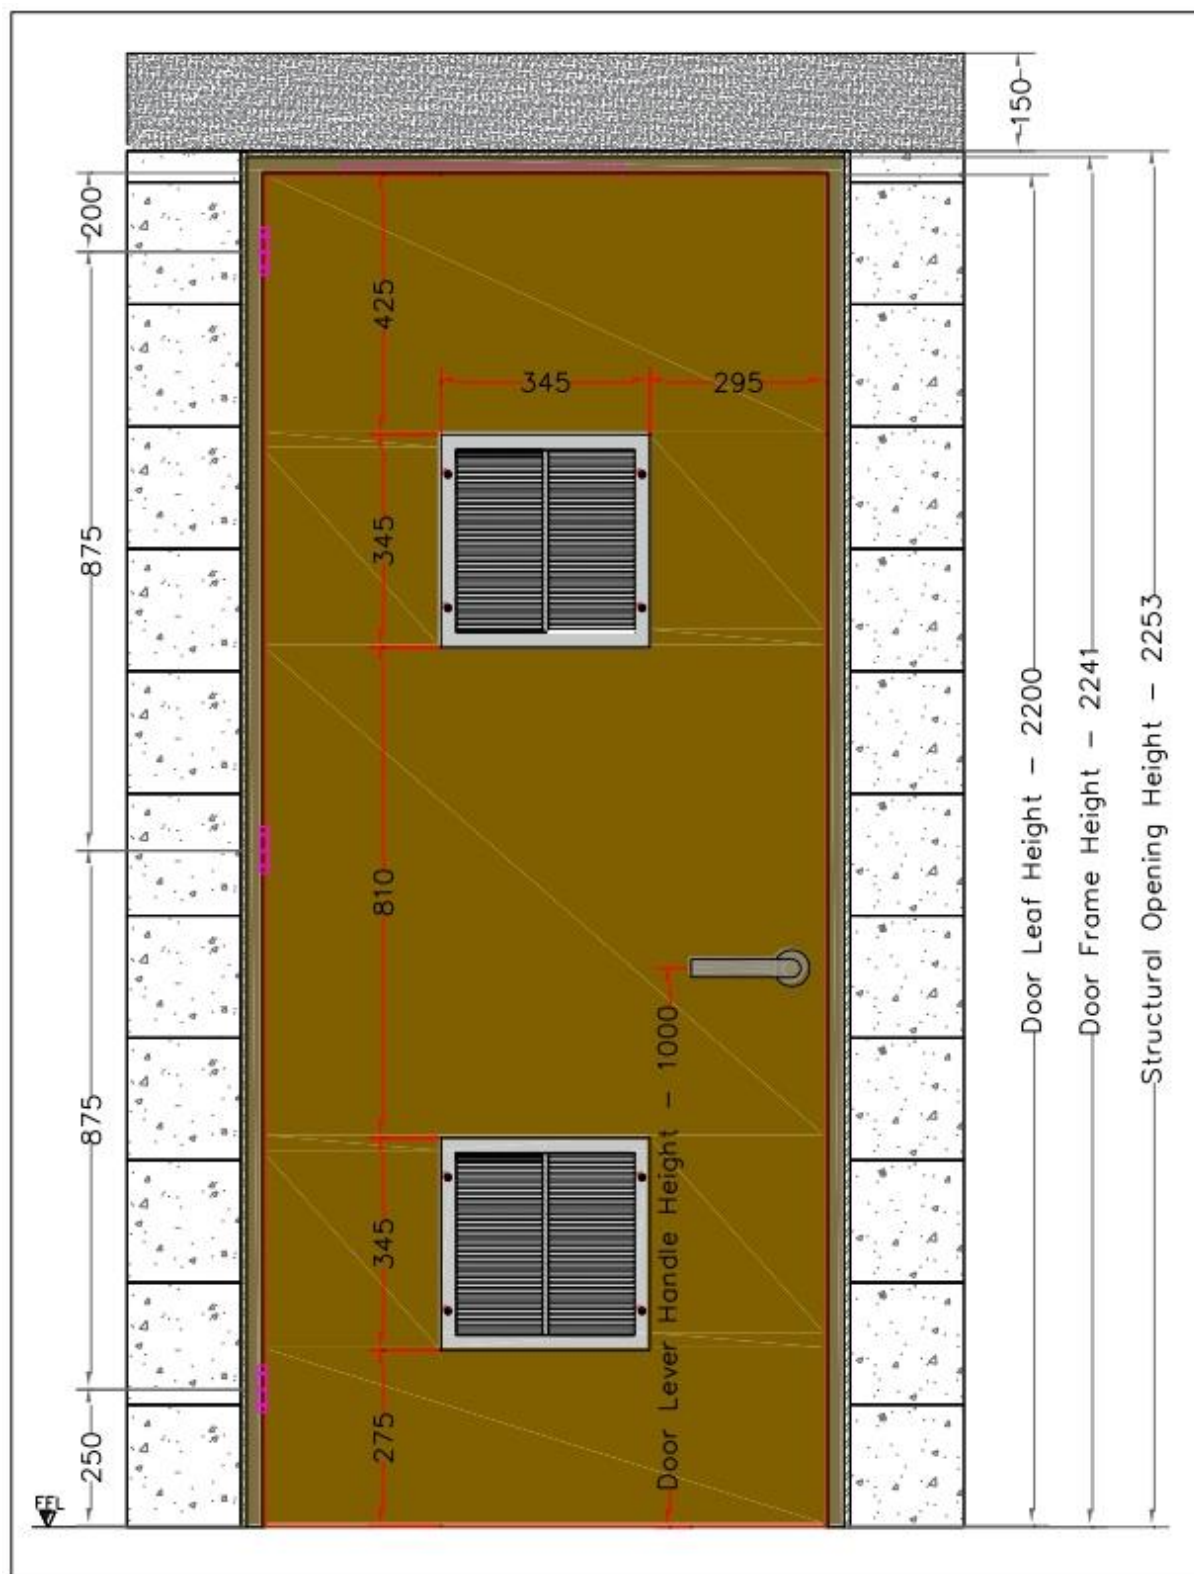 150
200
425
345
295
875
345
810
Door Leaf Height – 2200
Door Frame Height – 2241
Structural Opening Height – 2253
Door Lever Handle Height – 1000
875
345
275
250
FFL